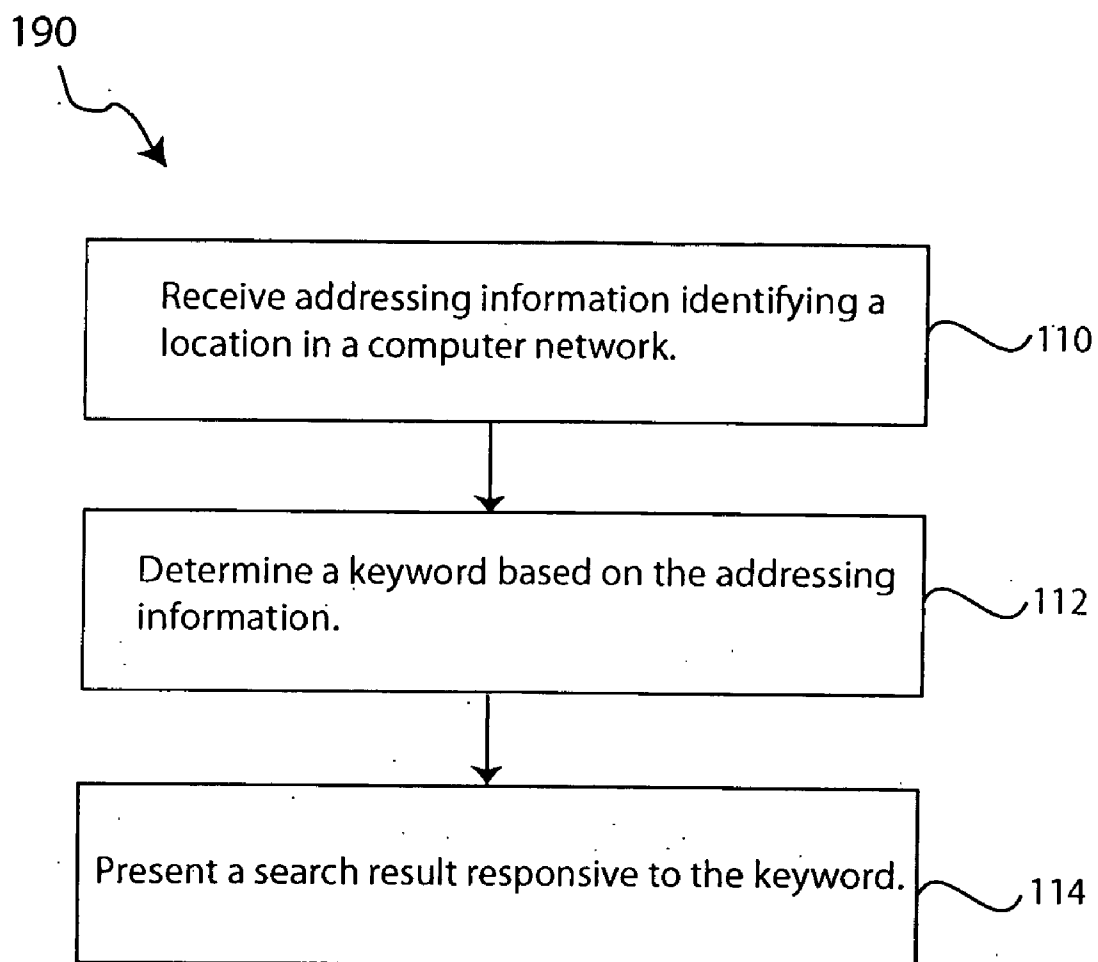 190
Receive addressing information identifying a
location in a computer network.
110
Determine a keyword based on the addressing
information.
112
Present a search result responsive to the keyword.
114